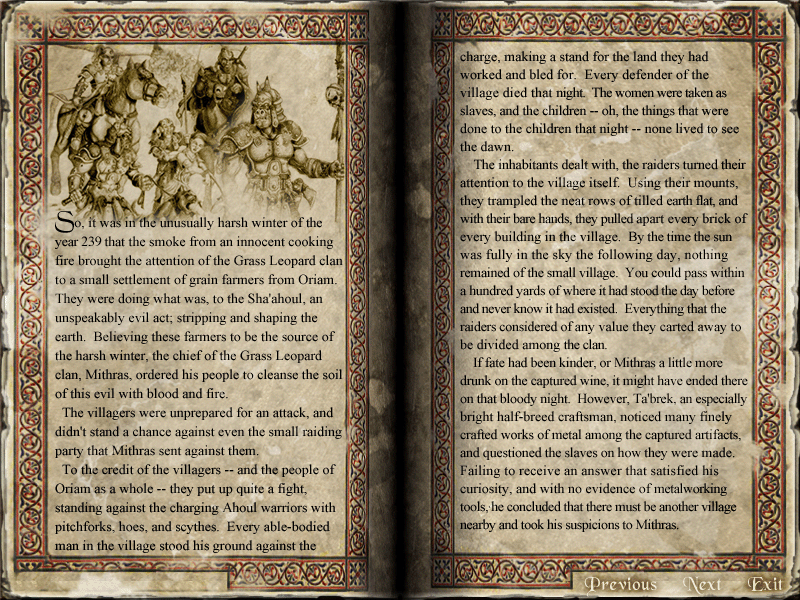 So, it was in the unusually harsh winter of the
year 239 that the smoke from an innocent cooking
fire brought the attention of the Grass Leopard clan
to a small settlement of grain farmers from Oriam.
They were doing what was, to the Sha'ahoul, an
unspeakably evil act; stripping and shaping the
earth.  Believing these farmers to be the source of
the harsh winter, the chief of the Grass Leopard
clan, Mithras, ordered his people to cleanse the soil
of this evil with blood and fire.
The villagers were unprepared for an attack, and
didn't stand a chance against even the small raiding
party that Mithras sent against them.
To the credit of the villagers -- and the people of
Oriam as a whole -- they put up quite a fight,
standing against the charging Ahoul warriors with
pitchforks, hoes, and scythes.  Every able-bodied
man in the village stood his ground against the
charge, making a stand for the land they had
worked and bled for.  Every defender of the
village died that night.  The women were taken as
slaves, and the children -- oh, the things that were
done to the children that night -- none lived to see
the dawn.
The inhabitants dealt with, the raiders turned their
attention to the village itself.  Using their mounts,
they trampled the neat rows of tilled earth flat, and
with their bare hands, they pulled apart every brick of
every building in the village.  By the time the sun
was fully in the sky the following day, nothing
remained of the small village.  You could pass within
a hundred yards of where it had stood the day before
and never know it had existed.  Everything that the
raiders considered of any value they carted away to
be divided among the clan.
If fate had been kinder, or Mithras a little more
drunk on the captured wine, it might have ended there
on that bloody night.  However, Ta'brek, an especially
bright half-breed craftsman, noticed many finely
crafted works of metal among the captured artifacts,
and questioned the slaves on how they were made.
Failing to receive an answer that satisfied his
curiosity, and with no evidence of metalworking
tools, he concluded that there must be another village
nearby and took his suspicions to Mithras.
Previous Next Exit